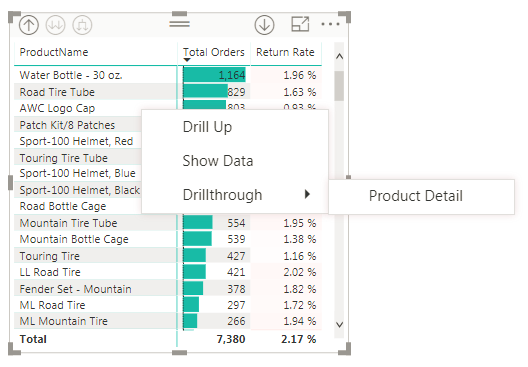 ProductName Total Orders Return Rate
Water Bottle - 30 oz. 1,164 1.96 %
Road Tire Tube 829 1.63 %
AWC Logo Cap 803 0.93 %
Patch Kit/8 Patches
Drill Up
Sport-100 Helmet, Red
Touring Tire Tube
Show Data
Sport-100 Helmet, Blue
Sport-100 Helmet, Black
Drillthrough Product Detail
Road Bottle Cage
Mountain Tire Tube 554 1.95 %
Mountain Bottle Cage 539 1.38 %
Touring Tire 427 1.16 %
LL Road Tire 421 2.02 %
Fender Set - Mountain 378 1.82 %
ML Road Tire 297 1.72 %
ML Mountain Tire 266 1.94 %
Total 7,380 2.17 %